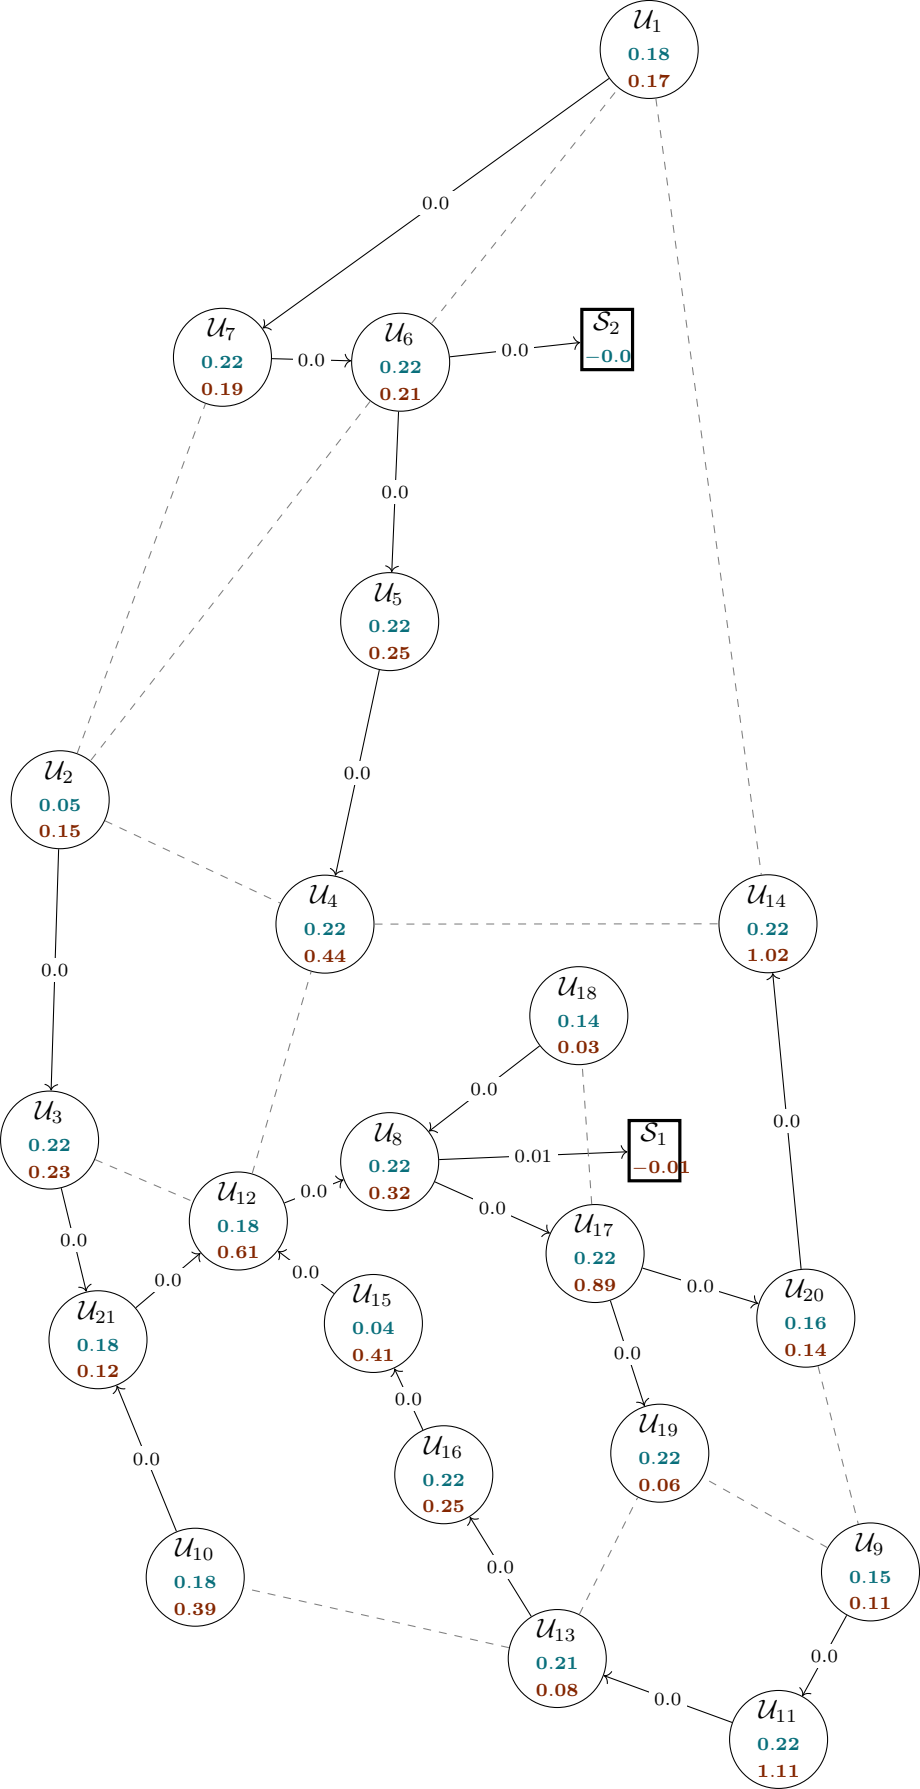 𝒰₁
0.18
0.17
0.0
𝒰₇
0.22
0.19
0.0
𝒰₆
0.22
0.21
0.0
𝒮₂
−0.0
0.0
𝒰₅
0.22
0.25
0.0
𝒰₂
0.05
0.15
𝒰₄
0.22
0.44
𝒰₁₄
0.22
1.02
0.0
𝒰₁₈
0.14
0.03
0.0
𝒰₃
0.22
0.23
𝒰₈
0.22
0.32
0.01
𝒮₁
−0.01
0.0
𝒰₁₂
0.18
0.61
0.0
0.0
𝒰₁₇
0.22
0.89
0.0
0.0
0.0
0.0
0.0
𝒰₂₁
0.18
0.12
𝒰₁₅
0.04
0.41
𝒰₂₀
0.16
0.14
0.0
0.0
𝒰₁₆
0.22
0.25
𝒰₁₉
0.22
0.06
0.0
𝒰₁₀
0.18
0.39
0.0
𝒰₉
0.15
0.11
𝒰₁₃
0.21
0.08
0.0
0.0
𝒰₁₁
0.22
1.11